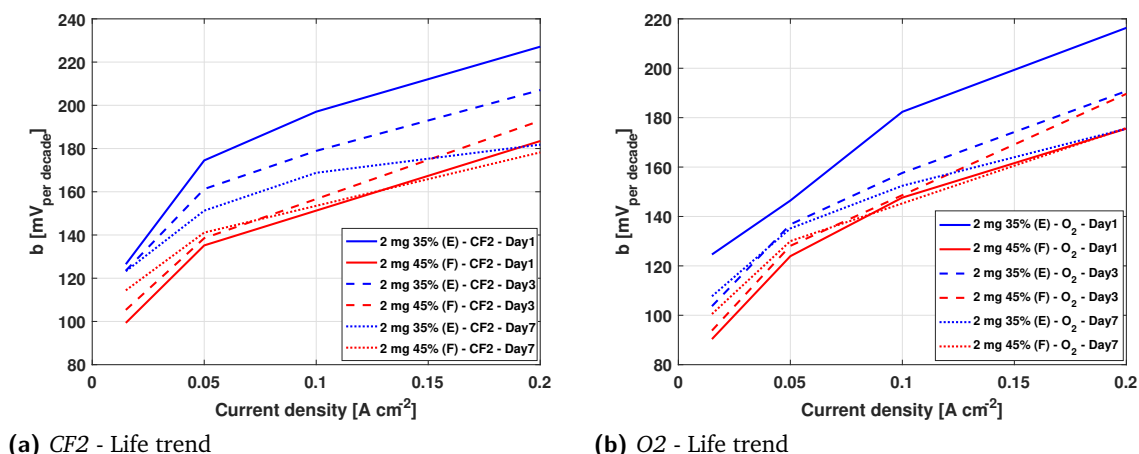 240
220
200
180
160
140
120
100
80
b [mV per decade]
2 mg 35% (E) - CF2 - Day1
2 mg 45% (F) - CF2 - Day1
2 mg 35% (E) - CF2 - Day3
2 mg 45% (F) - CF2 - Day3
2 mg 35% (E) - CF2 - Day7
2 mg 45% (F) - CF2 - Day7
0 0.05 0.1 0.15 0.2
Current density [A cm-2]
(a) CF2 - Life trend
220
200
180
160
140
120
100
80
b [mV per decade]
2 mg 35% (E) - O2 - Day1
2 mg 45% (F) - O2 - Day1
2 mg 35% (E) - O2 - Day3
2 mg 45% (F) - O2 - Day3
2 mg 35% (E) - O2 - Day7
2 mg 45% (F) - O2 - Day7
0 0.05 0.1 0.15 0.2
Current density [A cm-2]
(b) O2 - Life trend